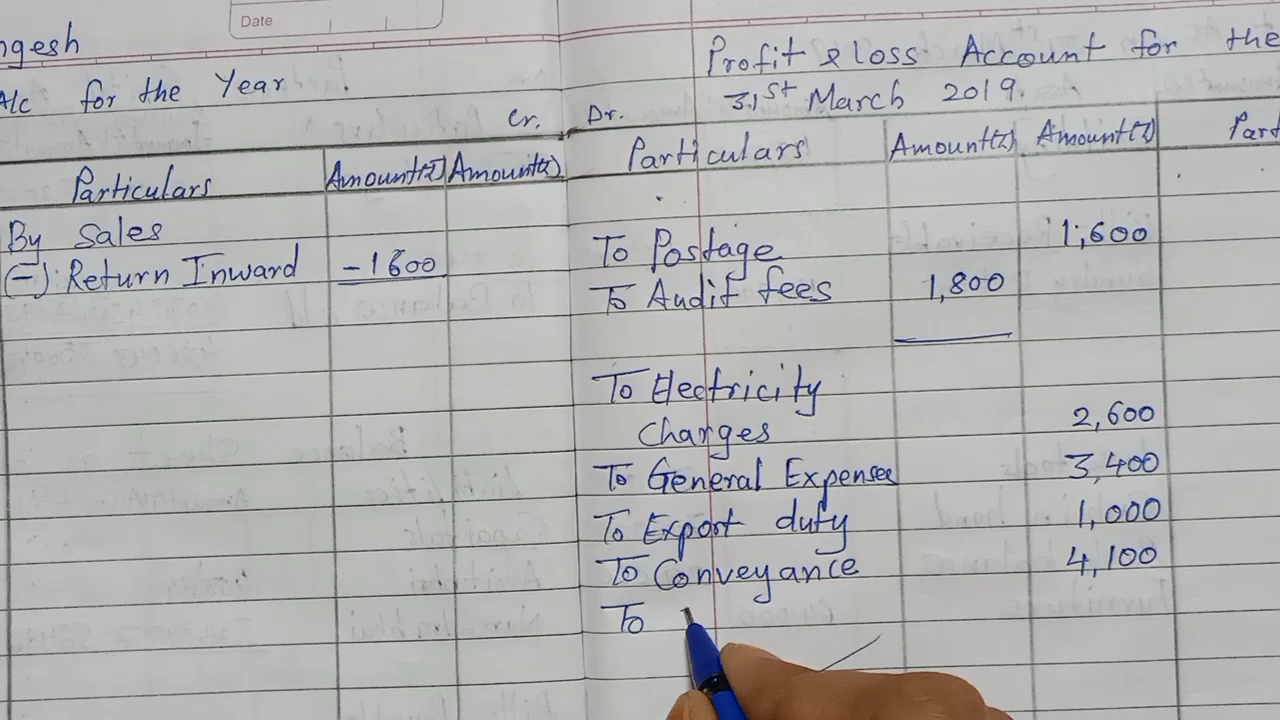 Date
ngesh
A/c for the Year
Cr.
Particulars Amount(₹) Amount(₹)
By Sales
(-) Return Inward -1600
Profit & loss Account for the
31st March 2019.
Dr.
Particulars Amount(₹) Amount(₹) Part
To Postage 1,600
To Audit fees 1,800
To Electricity
Charges 2,600
To General Expenses 3,400
To Export duty 1,000
To Conveyance 4,100
To